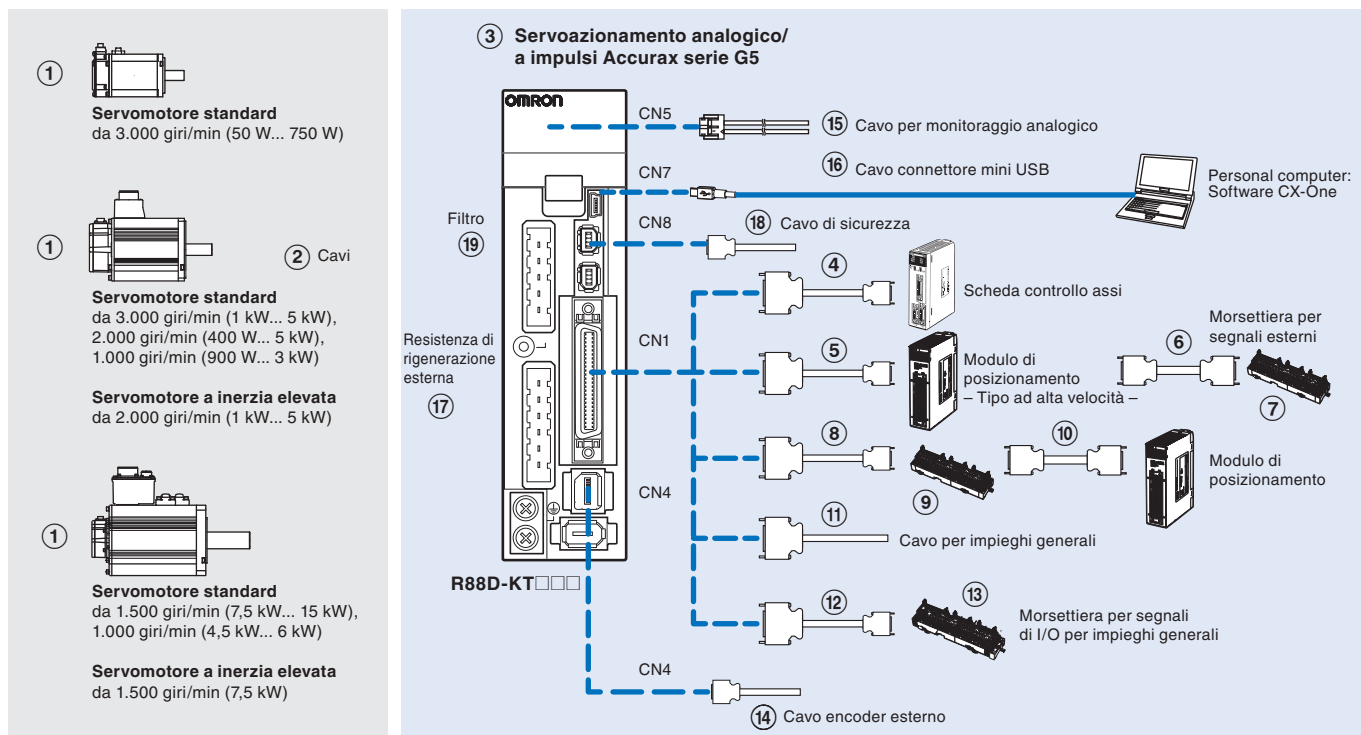 ①
Servomotore standard
da 3.000 giri/min (50 W... 750 W)
①
② Cavi
Servomotore standard
da 3.000 giri/min (1 kW... 5 kW),
2.000 giri/min (400 W... 5 kW),
1.000 giri/min (900 W... 3 kW)
Servomotore a inerzia elevata
da 2.000 giri/min (1 kW... 5 kW)
①
Servomotore standard
da 1.500 giri/min (7,5 kW... 15 kW),
1.000 giri/min (4,5 kW... 6 kW)
Servomotore a inerzia elevata
da 1.500 giri/min (7,5 kW)
③ Servoazionamento analogico/
a impulsi Accurax serie G5
OMRON
CN5
⑮ Cavo per monitoraggio analogico
CN7
⑯ Cavo connettore mini USB
Personal computer:
Software CX-One
Filtro
⑲
CN8
⑱ Cavo di sicurezza
④
Scheda controllo assi
Resistenza di
rigenerazione
esterna
⑰
CN1
⑤
Modulo di
posizionamento
– Tipo ad alta velocità –
⑥
Morsettiera per
segnali esterni
⑦
⑧
⑨
⑩
Modulo di
posizionamento
CN4
⑪
Cavo per impieghi generali
R88D-KT□□□
⑫
⑬
Morsettiera per segnali
di I/O per impieghi generali
CN4
⑭ Cavo encoder esterno